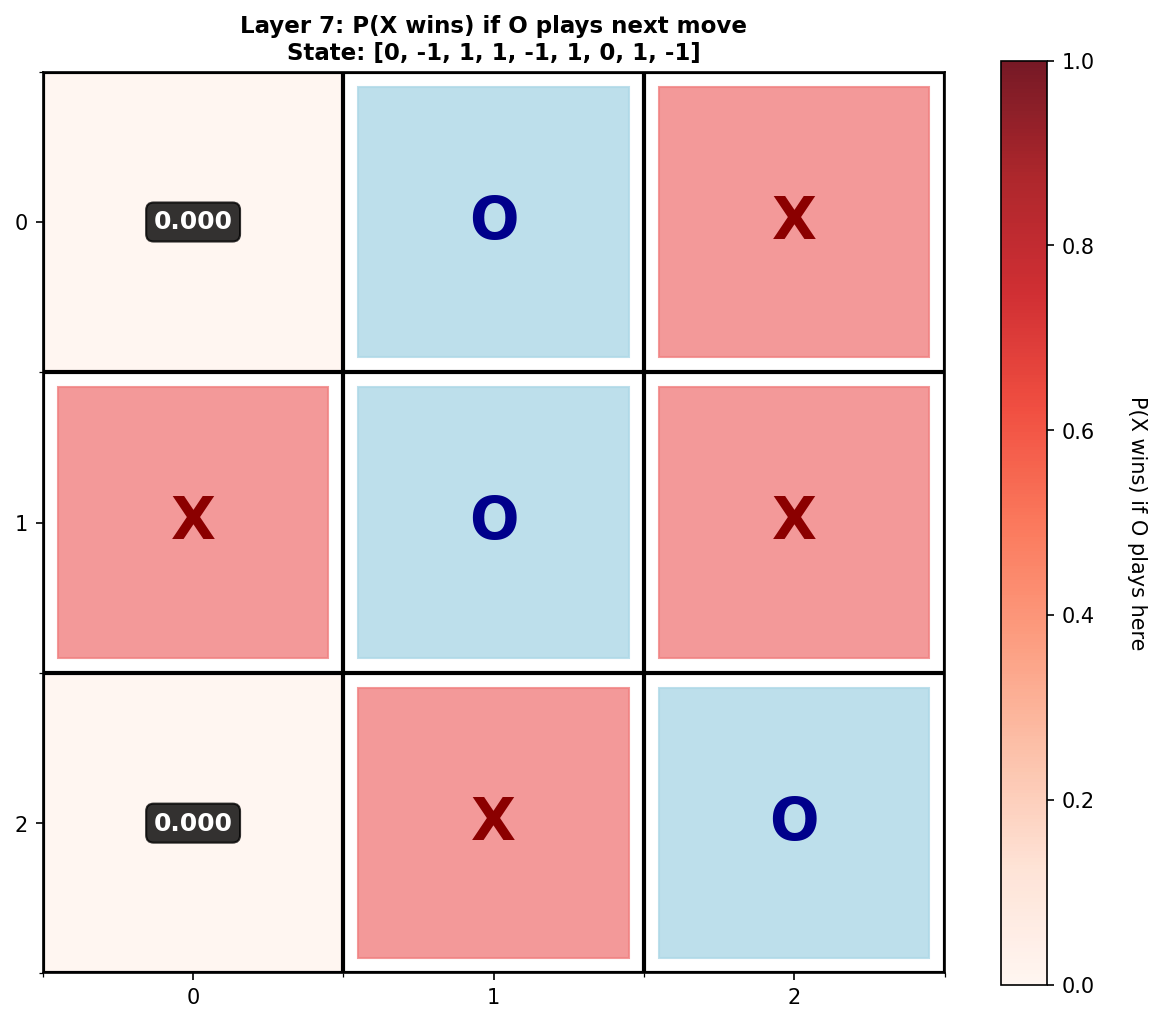 Layer 7: P(X wins) if O plays next move
State: [0, -1, 1, 1, -1, 1, 0, 1, -1]
0
0.000
O
X
1
X
O
X
2
0.000
X
O
0
1
2
1.0
0.8
0.6
0.4
0.2
0.0
P(X wins) if O plays here